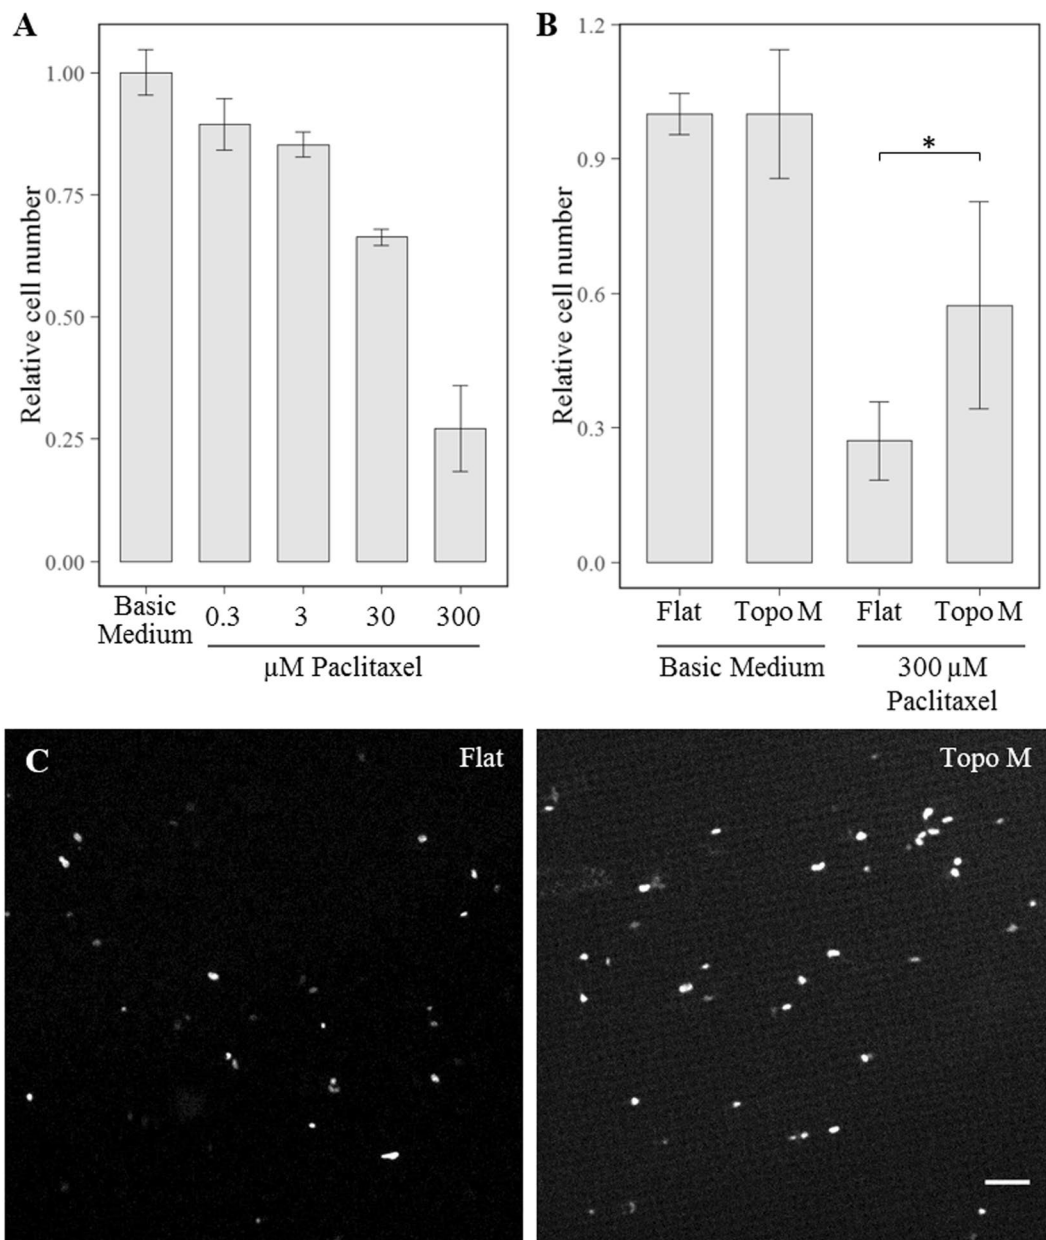 A
Relative cell number
1.00
0.75
0.50
0.25
0.00
Basic
Medium
0.3
3
30
300
µM Paclitaxel
B
Relative cell number
1.2
0.9
0.6
0.3
0.0
*
Flat
Topo M
Flat
Topo M
Basic Medium
300 µM
Paclitaxel
C
Flat
Topo M